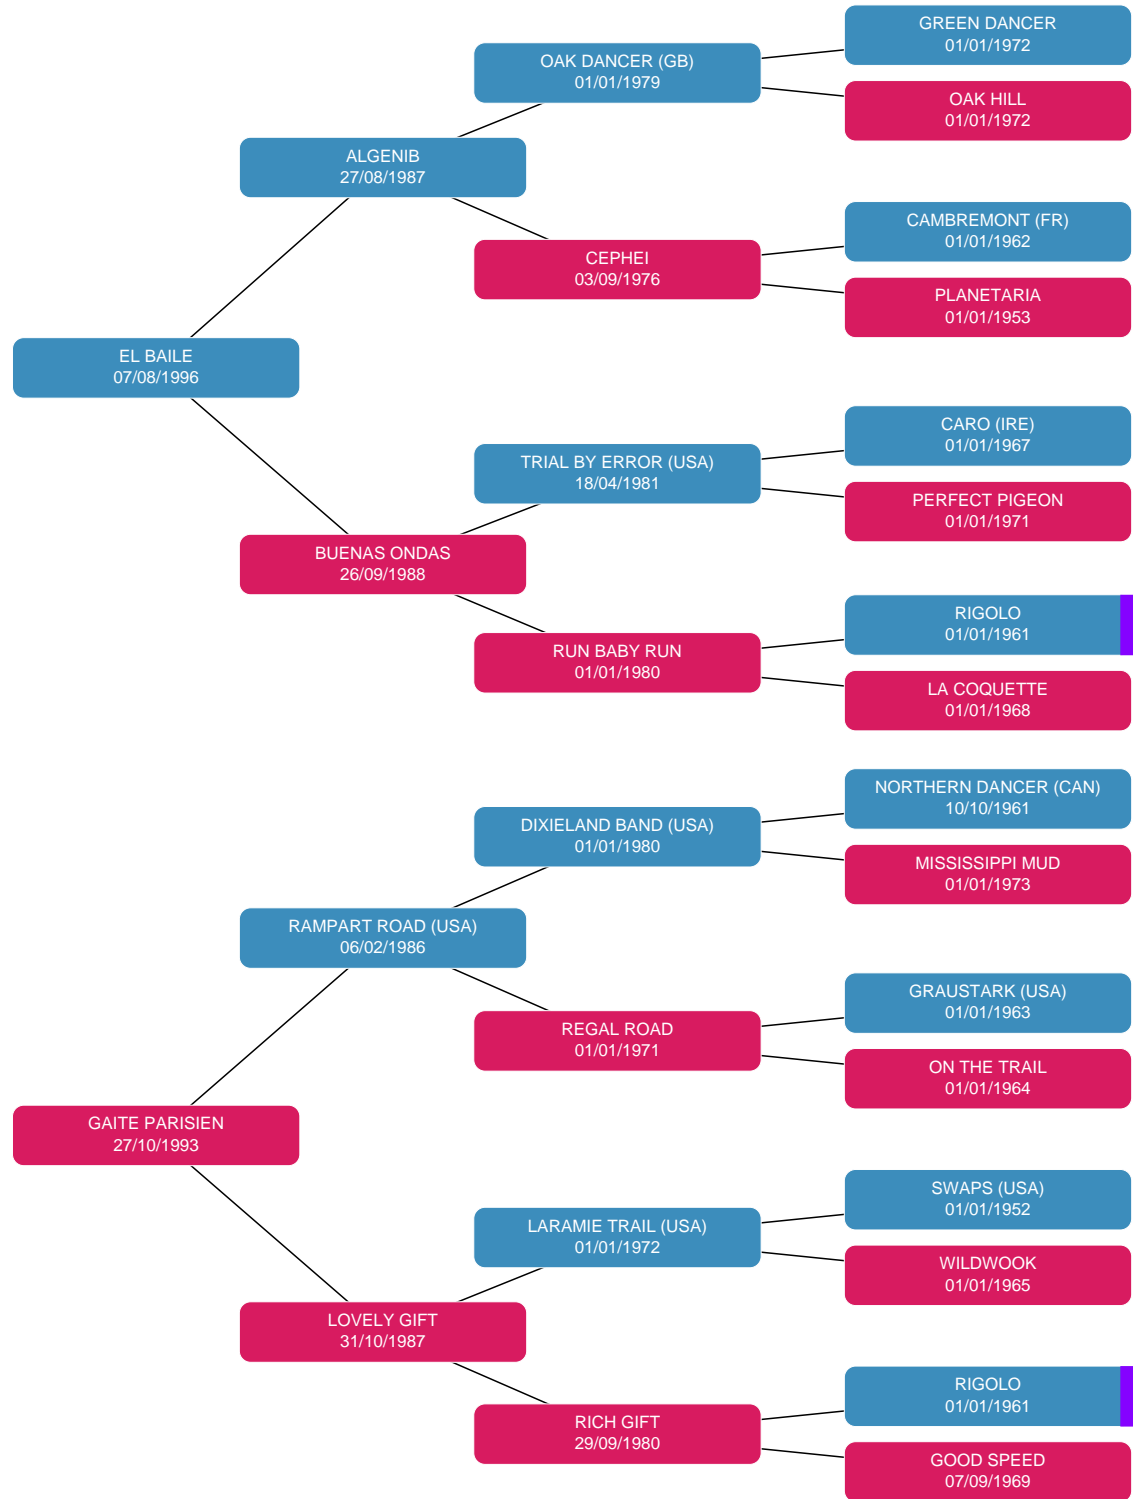 GREEN DANCER
01/01/1972
OAK DANCER (GB)
01/01/1979
OAK HILL
01/01/1972
ALGENIB
27/08/1987
CAMBREMONT (FR)
01/01/1962
CEPHEI
03/09/1976
PLANETARIA
01/01/1953
EL BAILE
07/08/1996
CARO (IRE)
01/01/1967
TRIAL BY ERROR (USA)
18/04/1981
PERFECT PIGEON
01/01/1971
BUENAS ONDAS
26/09/1988
RIGOLO
01/01/1961
RUN BABY RUN
01/01/1980
LA COQUETTE
01/01/1968
NORTHERN DANCER (CAN)
10/10/1961
DIXIELAND BAND (USA)
01/01/1980
MISSISSIPPI MUD
01/01/1973
RAMPART ROAD (USA)
06/02/1986
GRAUSTARK (USA)
01/01/1963
REGAL ROAD
01/01/1971
ON THE TRAIL
01/01/1964
GAITE PARISIEN
27/10/1993
SWAPS (USA)
01/01/1952
LARAMIE TRAIL (USA)
01/01/1972
WILDWOOK
01/01/1965
LOVELY GIFT
31/10/1987
RIGOLO
01/01/1961
RICH GIFT
29/09/1980
GOOD SPEED
07/09/1969